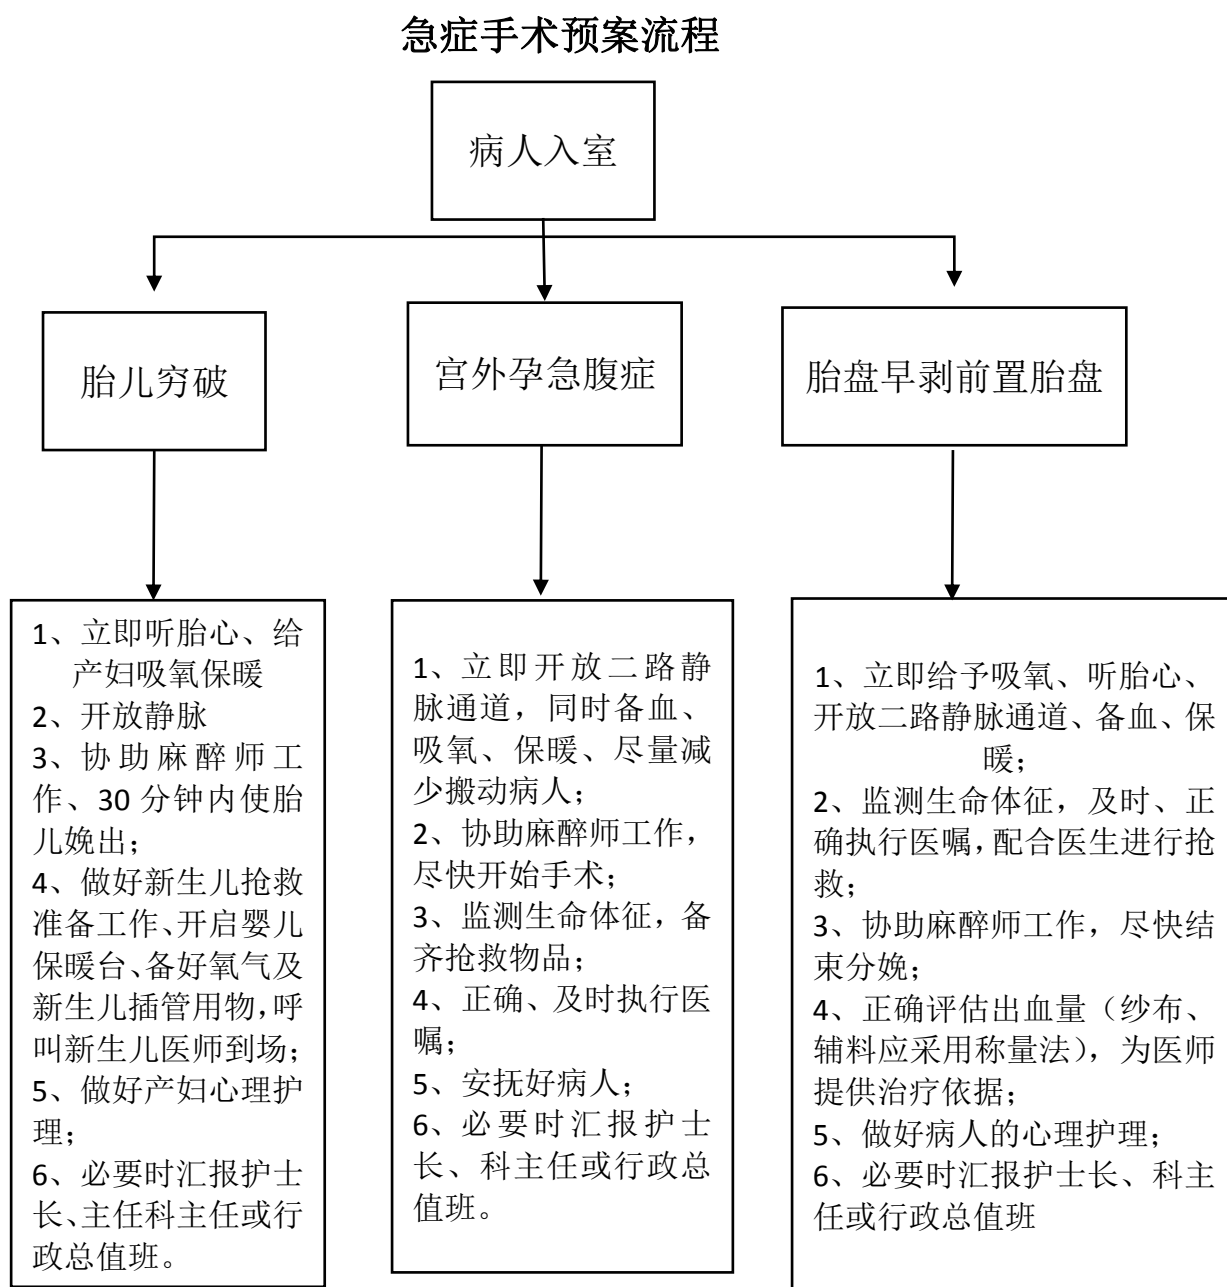 急症手术预案流程
病人入室
胎儿穷破
宫外孕急腹症
胎盘早剥前置胎盘
1、立即听胎心、给
产妇吸氧保暖
2、开放静脉
3、协助麻醉师工
作、30 分钟内使胎
儿娩出；
4、做好新生儿抢救
准备工作、开启婴儿
保暖台、备好氧气及
新生儿插管用物，呼
叫新生儿医师到场；
5、做好产妇心理护
理；
6、必要时汇报护士
长、主任科主任或行
政总值班。
1、立即开放二路静
脉通道，同时备血、
吸氧、保暖、尽量减
少搬动病人；
2、协助麻醉师工作，
尽快开始手术；
3、监测生命体征，备
齐抢救物品；
4、正确、及时执行医
嘱；
5、安抚好病人；
6、必要时汇报护士
长、科主任或行政总
值班。
1、立即给予吸氧、听胎心、
开放二路静脉通道、备血、保
暖；
2、监测生命体征，及时、正
确执行医嘱，配合医生进行抢
救；
3、协助麻醉师工作，尽快结
束分娩；
4、正确评估出血量（纱布、
辅料应采用称量法），为医师
提供治疗依据；
5、做好病人的心理护理；
6、必要时汇报护士长、科主
任或行政总值班